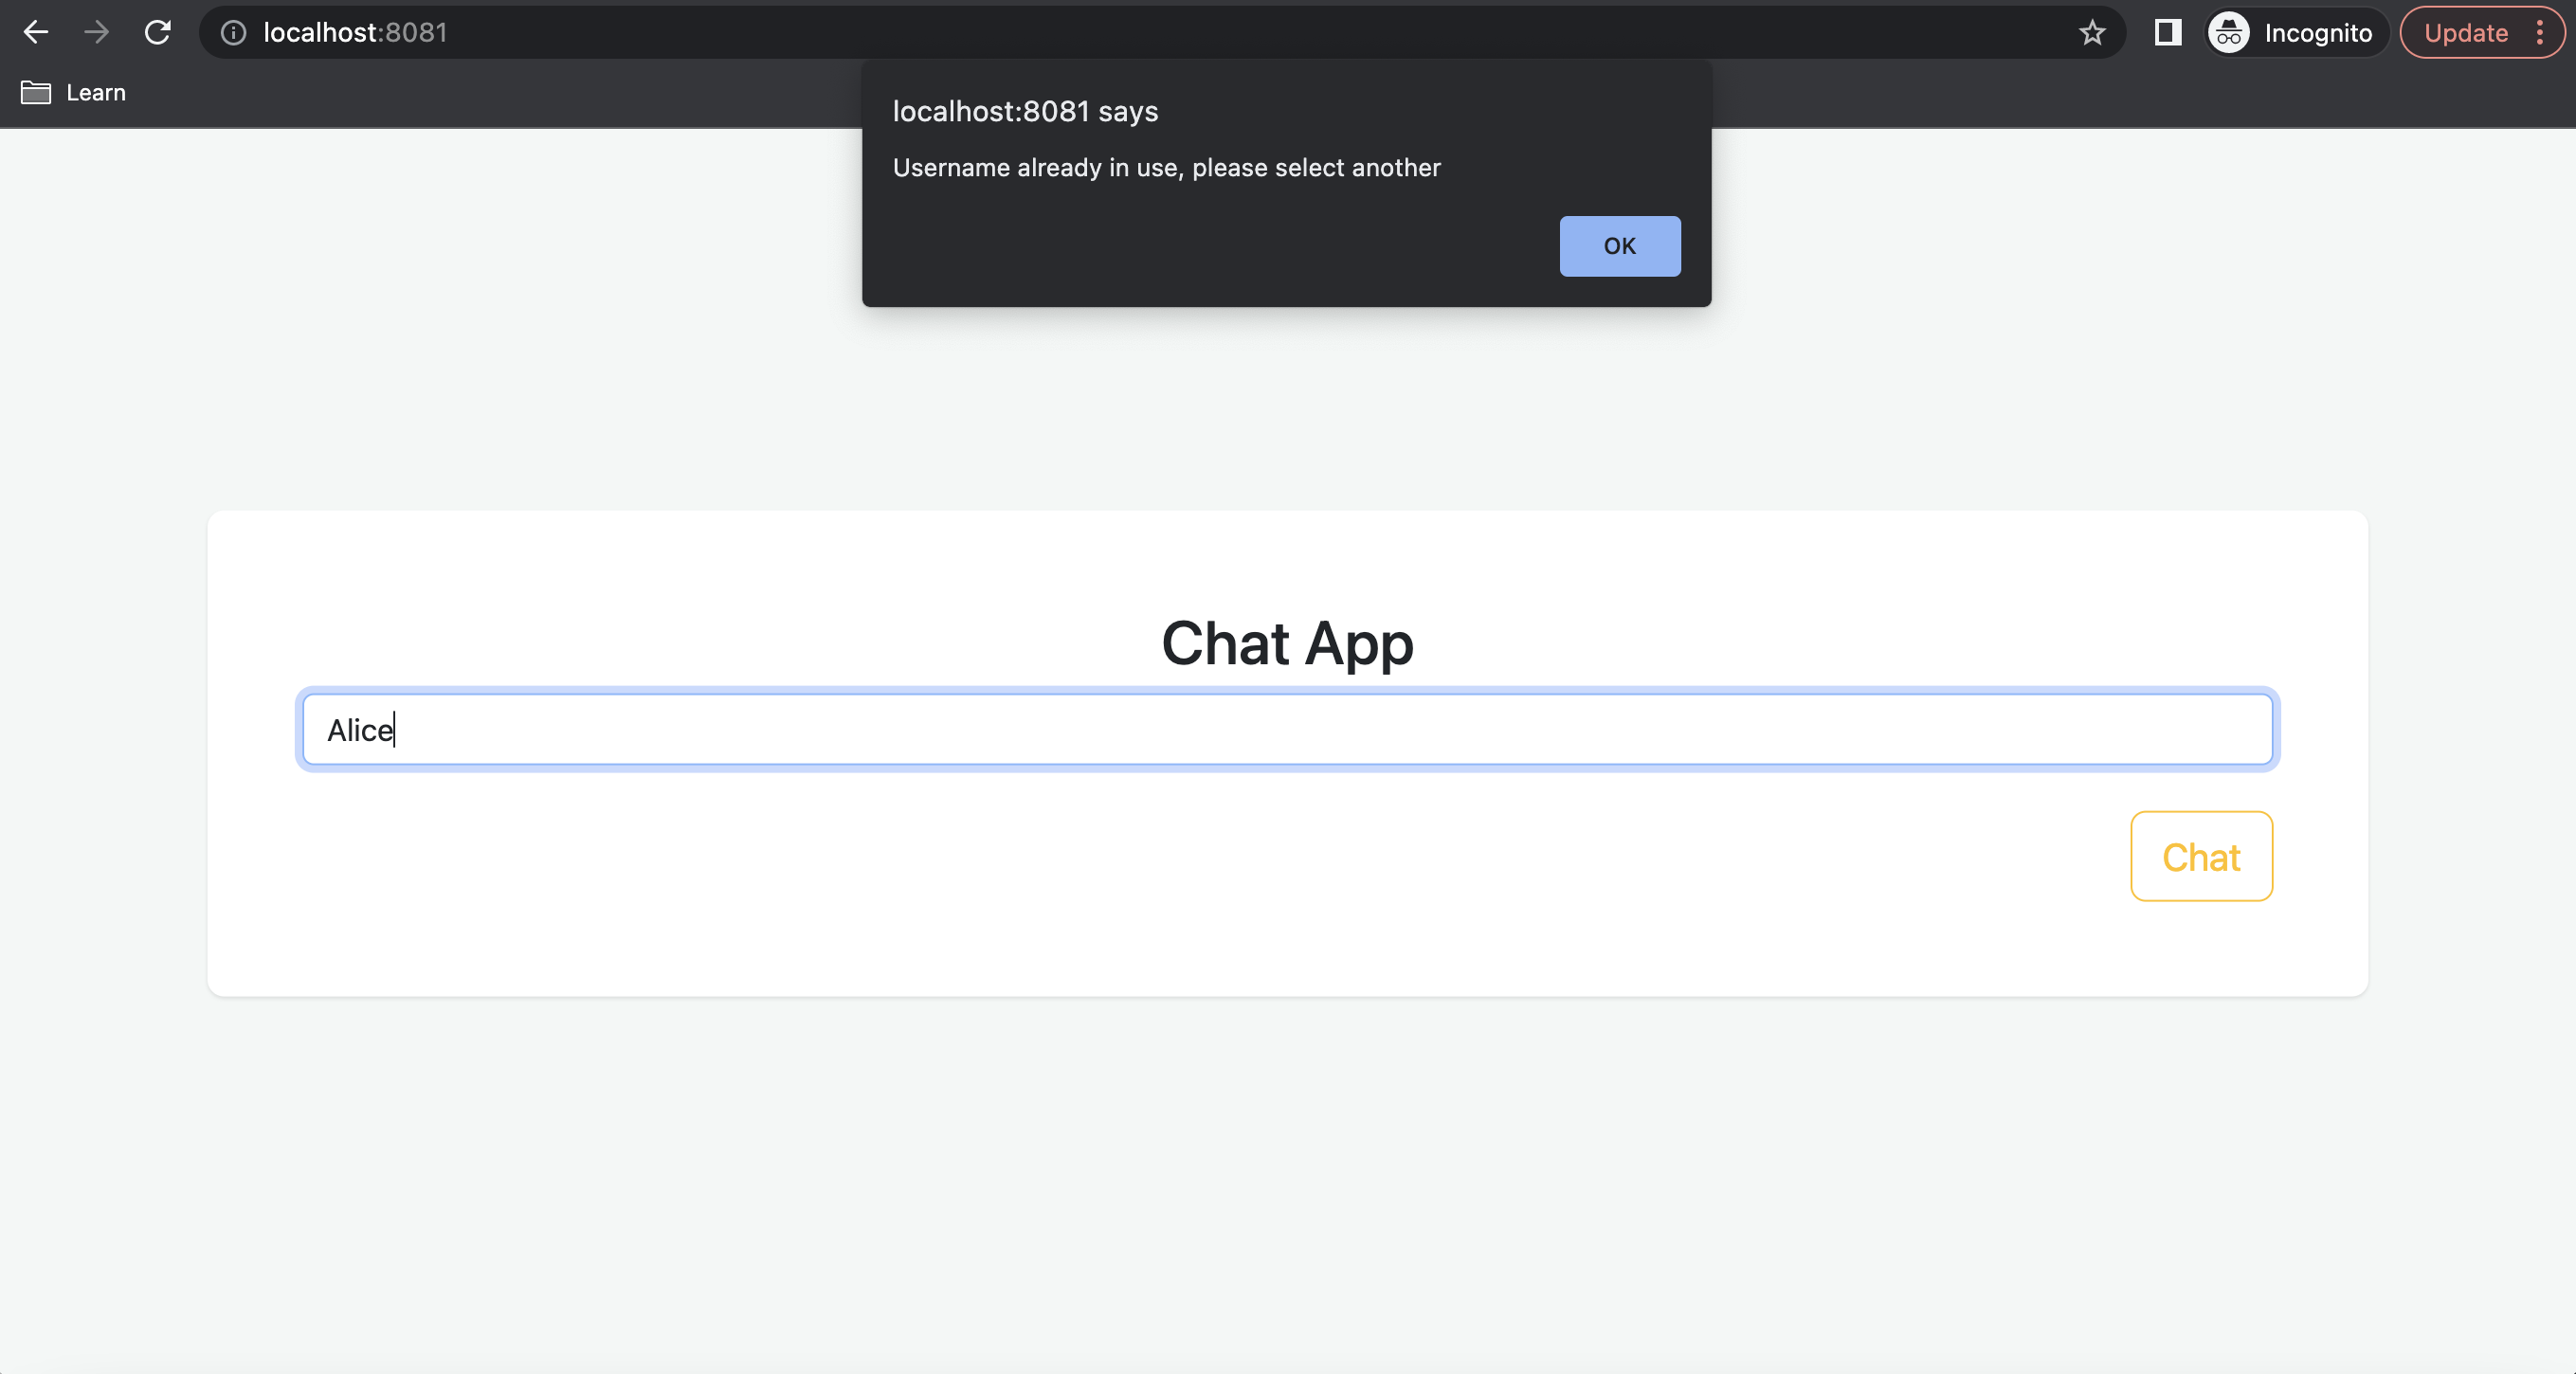 localhost:8081
Incognito
Update
Learn
localhost:8081 says
Username already in use, please select another
OK
Chat App
Alice
Chat